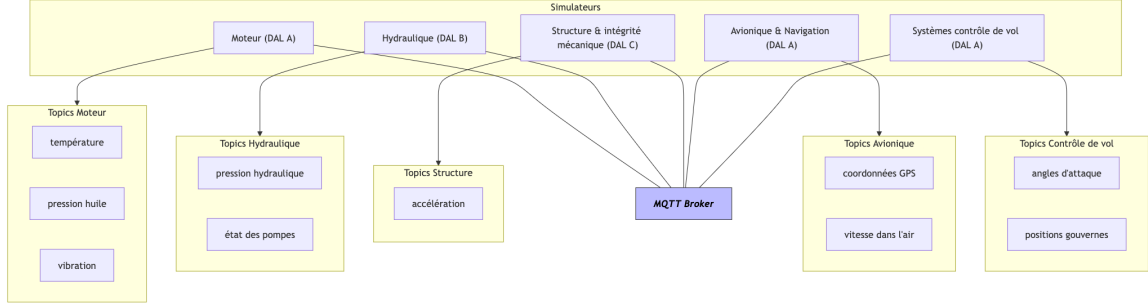 Simulateurs
Moteur (DAL A)
Hydraulique (DAL B)
Structure & intégrité
mécanique (DAL C)
Avionique & Navigation
(DAL A)
Systèmes contrôle de vol
(DAL A)
Topics Moteur
température
pression huile
vibration
Topics Hydraulique
pression hydraulique
état des pompes
Topics Structure
accélération
MQTT Broker
Topics Avionique
coordonnées GPS
vitesse dans l'air
Topics Contrôle de vol
angles d'attaque
positions gouvernes